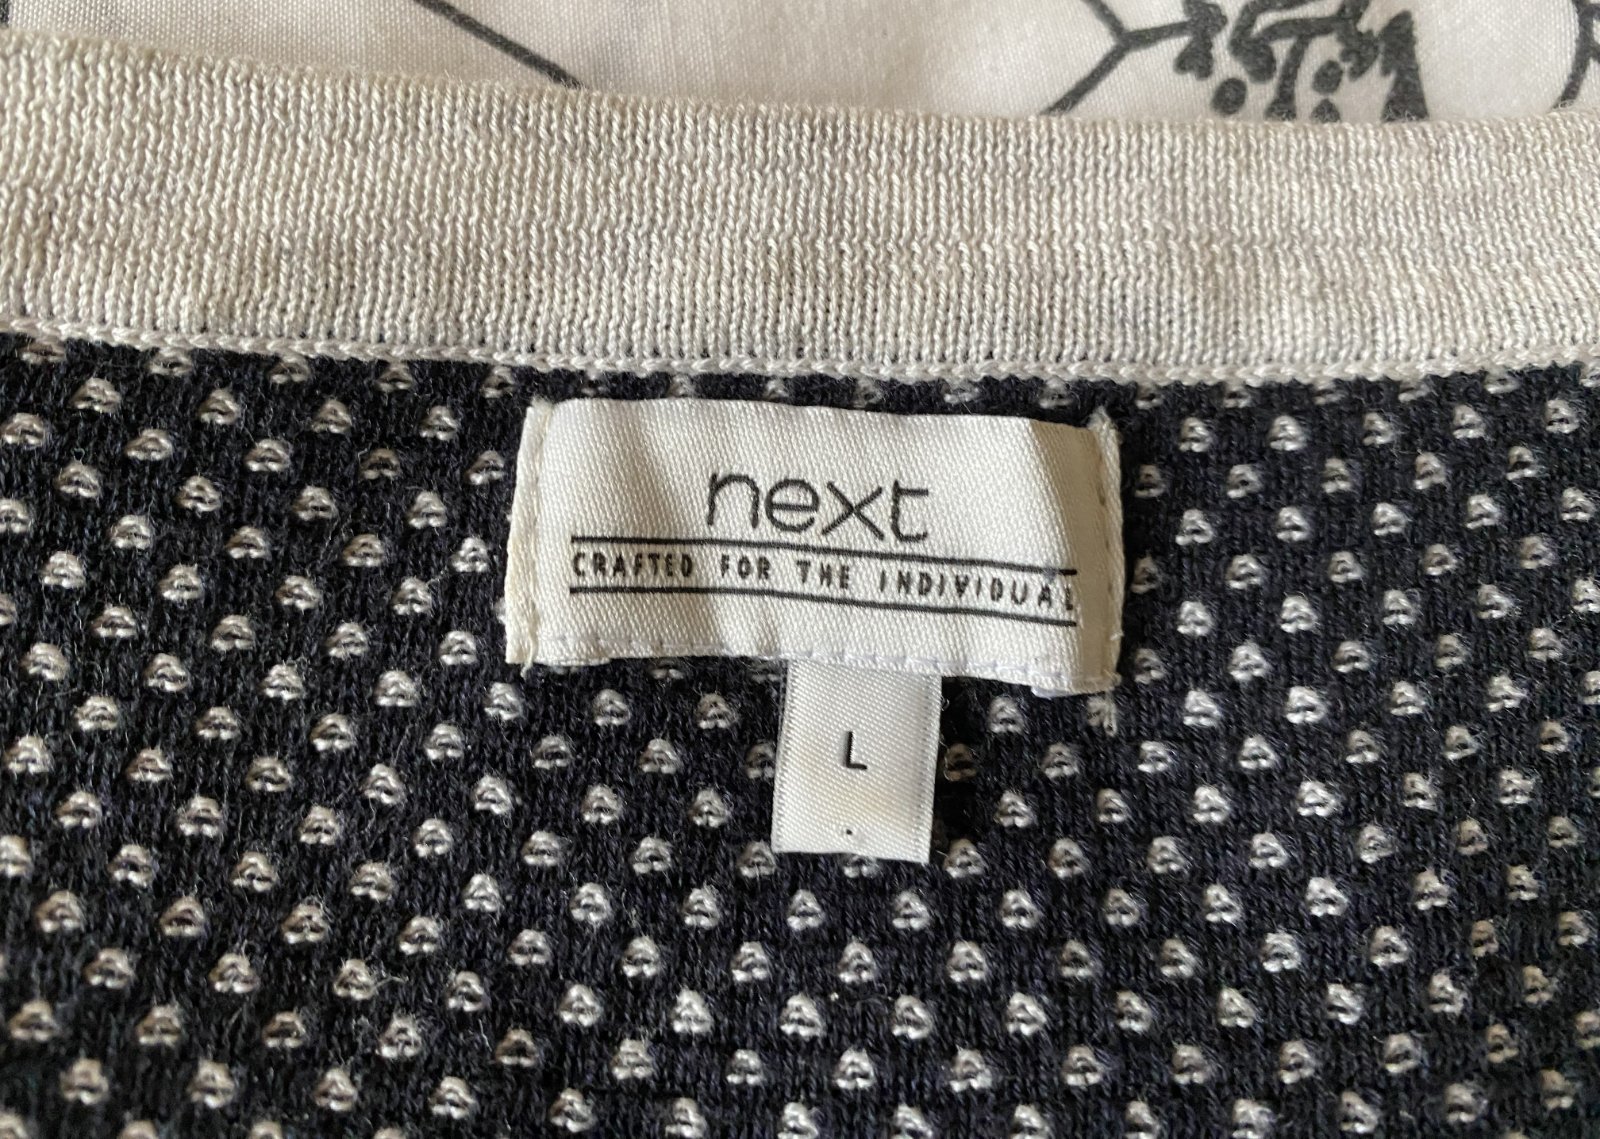 next
CRAFTED FOR THE INDIVIDUAL
L